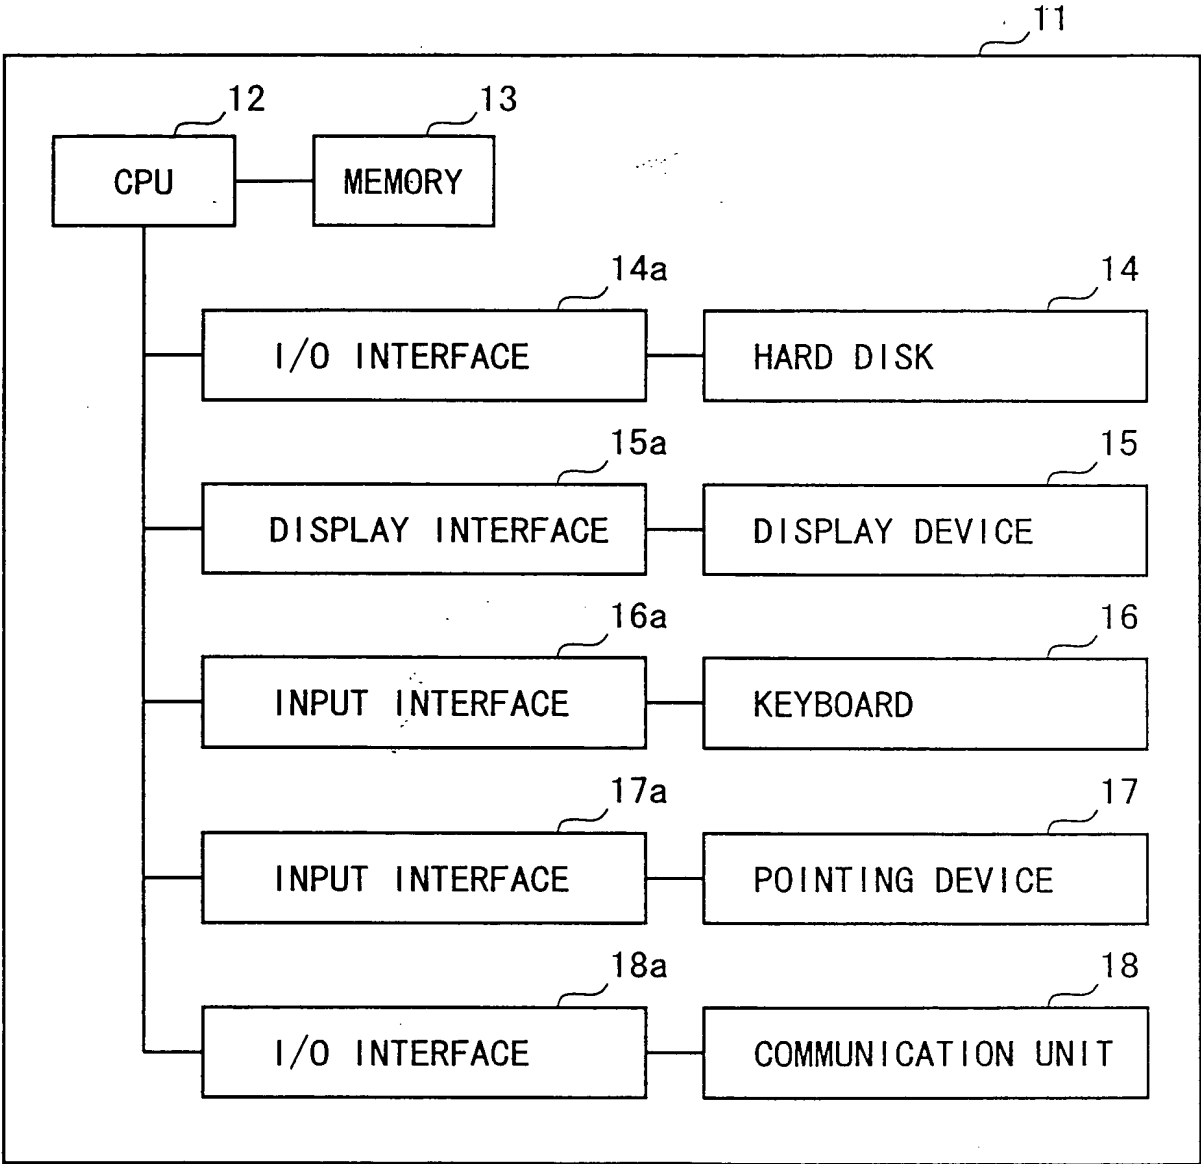 11
12
13
CPU
MEMORY
14a
14
I/O INTERFACE
HARD DISK
15a
15
DISPLAY INTERFACE
DISPLAY DEVICE
16a
16
INPUT INTERFACE
KEYBOARD
17a
17
INPUT INTERFACE
POINTING DEVICE
18a
18
I/O INTERFACE
COMMUNICATION UNIT